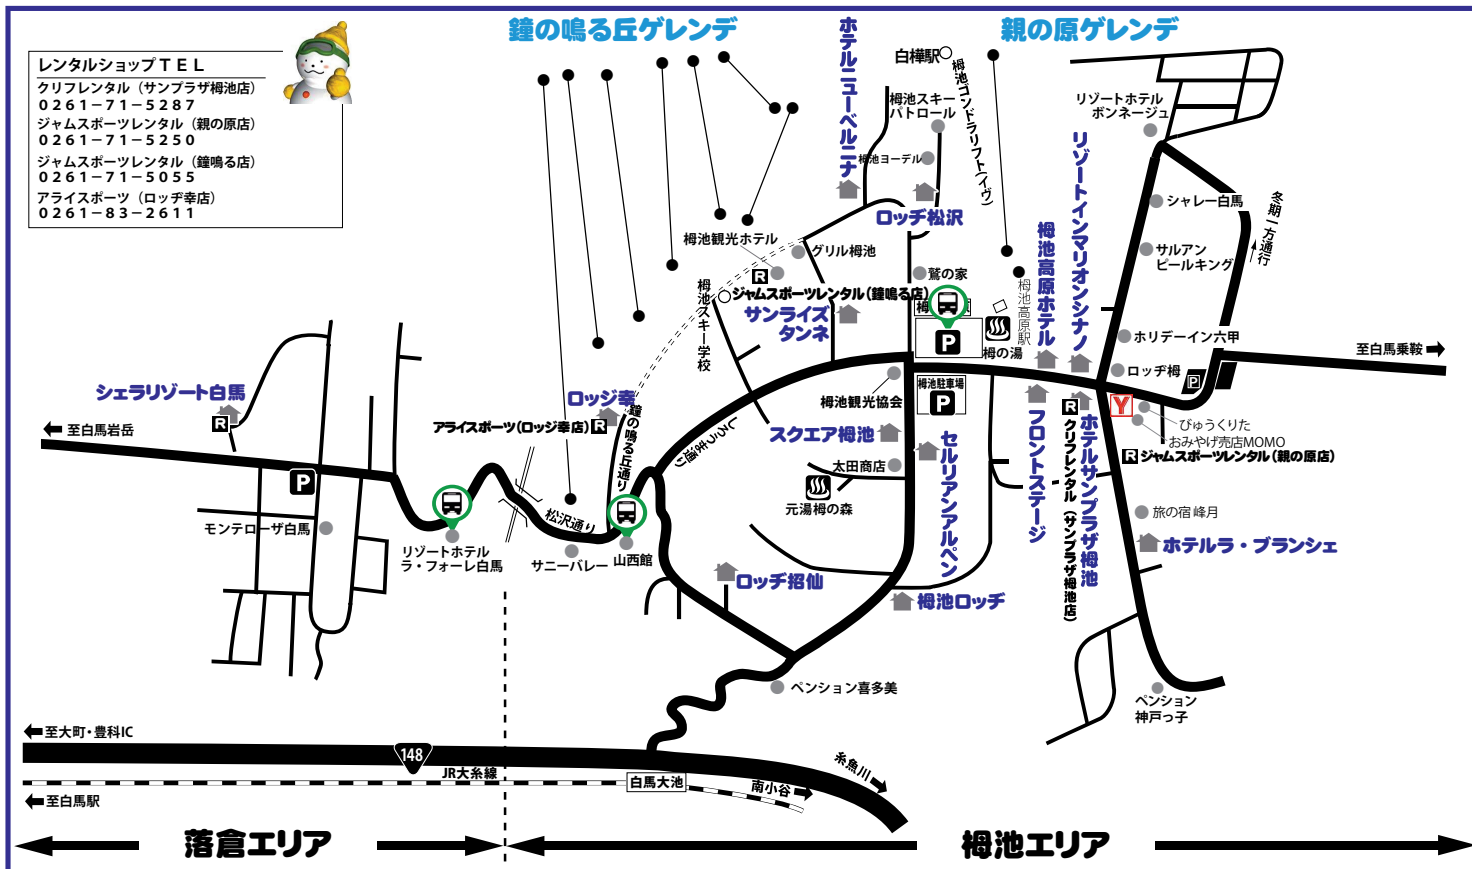 鐘の鳴る丘ゲレンデ
親の原ゲレンデ
レンタルショップTEL
クリフレンタル（サンプラザ栂池店）
0261－71－5287
ジャムスポーツレンタル（親の原店）
0261－71－5250
ジャムスポーツレンタル（鐘鳴る店）
0261－71－5055
アライスポーツ（ロッヂ幸店）
0261－83－2611
ホテルニューベルニナ
白樺駅
栂池ゴンドラリフト(イヴ)
栂池スキー
パトロール
栂池ヨーデル
ロッヂ松沢
リゾートホテル
ボンネージュ
リゾートインマリオンシナノ
シャレー白馬
冬期一方通行
サルアン
ピールキング
栂池高原ホテル
栂池観光ホテル
グリル栂池
鷲の家
R
ジャムスポーツレンタル(鐘鳴る店)
栂池スキー学校
サンライズ
タンネ
P
栂の湯
栂池高原駅
ホリデーイン六甲
ロッヂ栂
P
至白馬乗鞍
シェラリゾート白馬
R
至白馬岩岳
ロッジ幸
アライスポーツ(ロッジ幸店)
R
鐘の鳴る丘通り
しろうま通り
栂池観光協会
栂池駐車場
P
スクエア栂池
太田商店
元湯栂の森
セルリアンアルペン
フロントステージ
R
クリフレンタル（サンプラザ栂池店）
ホテルサンプラザ栂池
Y
びゅうくりた
おみやげ売店MOMO
R
ジャムスポーツレンタル(親の原店)
P
モンテローザ白馬
リゾートホテル
ラ・フォーレ白馬
松沢通り
サニーバレー
山西館
ロッヂ沼仙
栂池ロッヂ
旅の宿 峰月
ホテルラ・ブランシェ
ペンション喜多美
ペンション
神戸っ子
至大町・豊科IC
148
JR大糸線
白馬大池
南小谷
糸魚川
至白馬駅
落倉エリア
栂池エリア